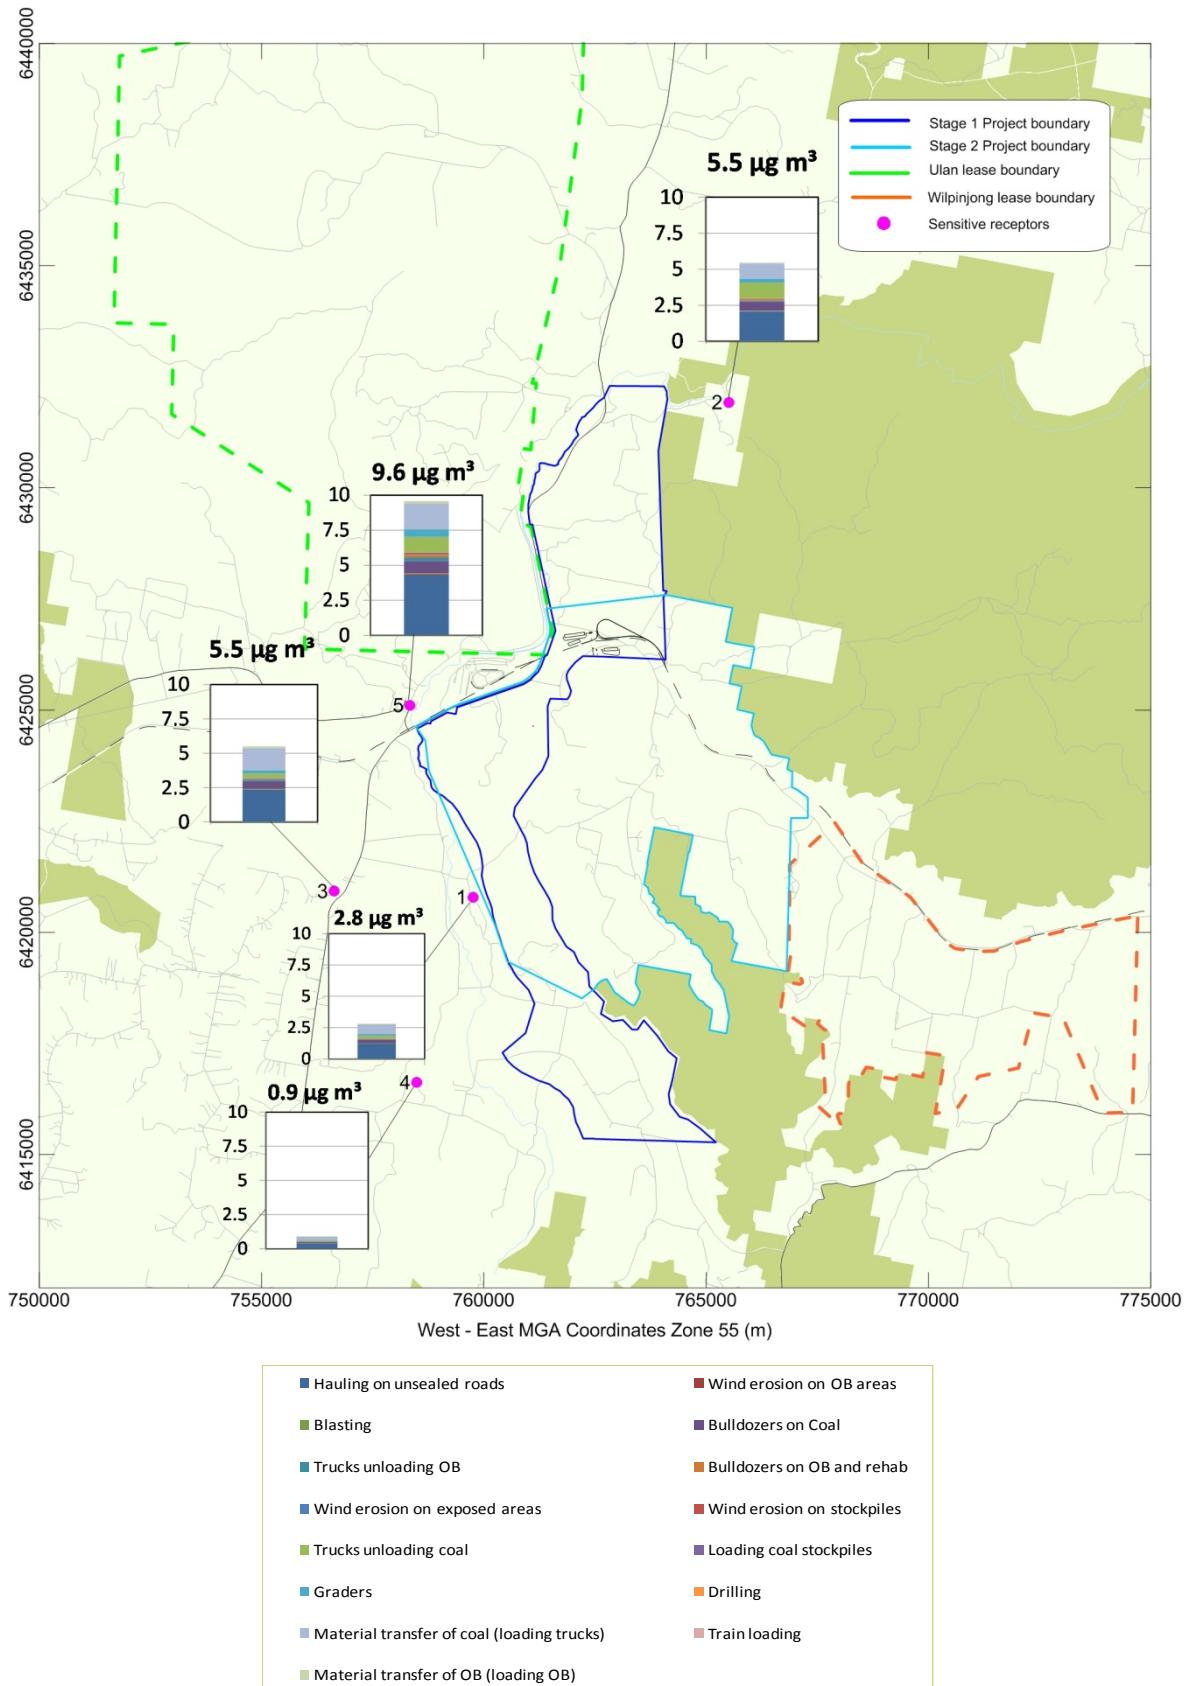 6440000
6435000
6430000
6425000
6420000
6415000
Stage 1 Project boundary
Stage 2 Project boundary
Ulan lease boundary
Wilpinjong lease boundary
Sensitive receptors
5.5 µg m³
10
7.5
5
2.5
0
2
9.6 µg m³
10
7.5
5
2.5
0
5
5.5 µg m³
10
7.5
5
2.5
0
3
1
2.8 µg m³
10
7.5
5
2.5
0
4
0.9 µg m³
10
7.5
5
2.5
0
750000 755000 760000 765000 770000 775000
West - East MGA Coordinates Zone 55 (m)
Hauling on unsealed roads
Wind erosion on OB areas
Blasting
Bulldozers on Coal
Trucks unloading OB
Bulldozers on OB and rehab
Wind erosion on exposed areas
Wind erosion on stockpiles
Trucks unloading coal
Loading coal stockpiles
Graders
Drilling
Material transfer of coal (loading trucks)
Train loading
Material transfer of OB (loading OB)